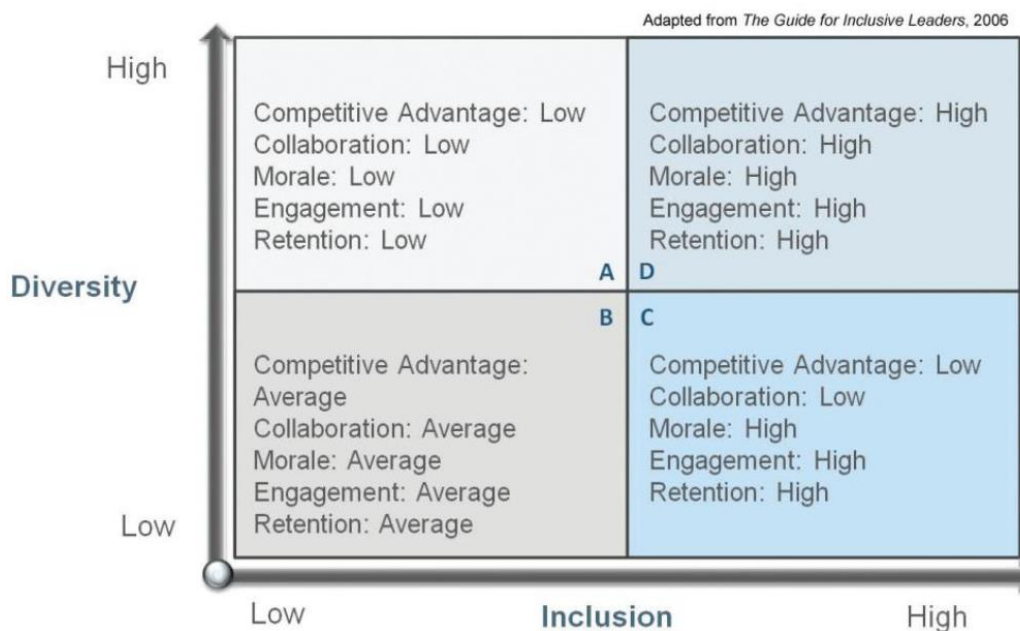 Adapted from The Guide for Inclusive Leaders, 2006
High
Competitive Advantage: Low
Collaboration: Low
Morale: Low
Engagement: Low
Retention: Low
A
Competitive Advantage: High
Collaboration: High
Morale: High
Engagement: High
Retention: High
D
Diversity
B
Competitive Advantage:
Average
Collaboration: Average
Morale: Average
Engagement: Average
Retention: Average
C
Competitive Advantage: Low
Collaboration: Low
Morale: High
Engagement: High
Retention: High
Low
Low
Inclusion
High